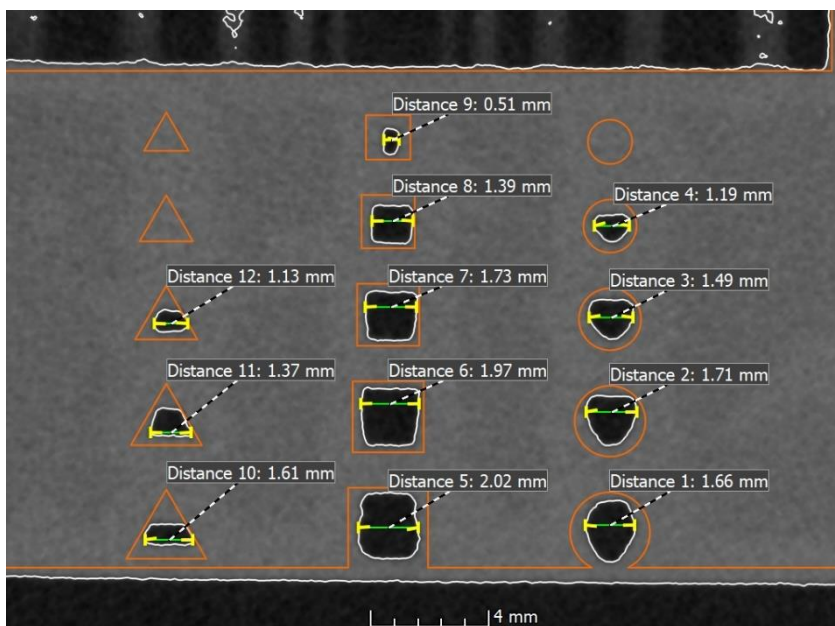 Distance 9: 0.51 mm
Distance 8: 1.39 mm
Distance 4: 1.19 mm
Distance 12: 1.13 mm
Distance 7: 1.73 mm
Distance 3: 1.49 mm
Distance 11: 1.37 mm
Distance 6: 1.97 mm
Distance 2: 1.71 mm
Distance 10: 1.61 mm
Distance 5: 2.02 mm
Distance 1: 1.66 mm
4 mm